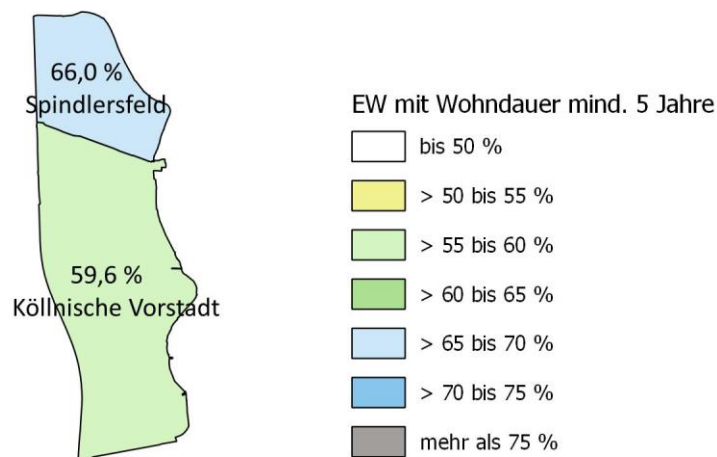 66,0 %
Spindlersfeld
59,6 %
Köllnische Vorstadt
EW mit Wohndauer mind. 5 Jahre
bis 50 %
> 50 bis 55 %
> 55 bis 60 %
> 60 bis 65 %
> 65 bis 70 %
> 70 bis 75 %
mehr als 75 %